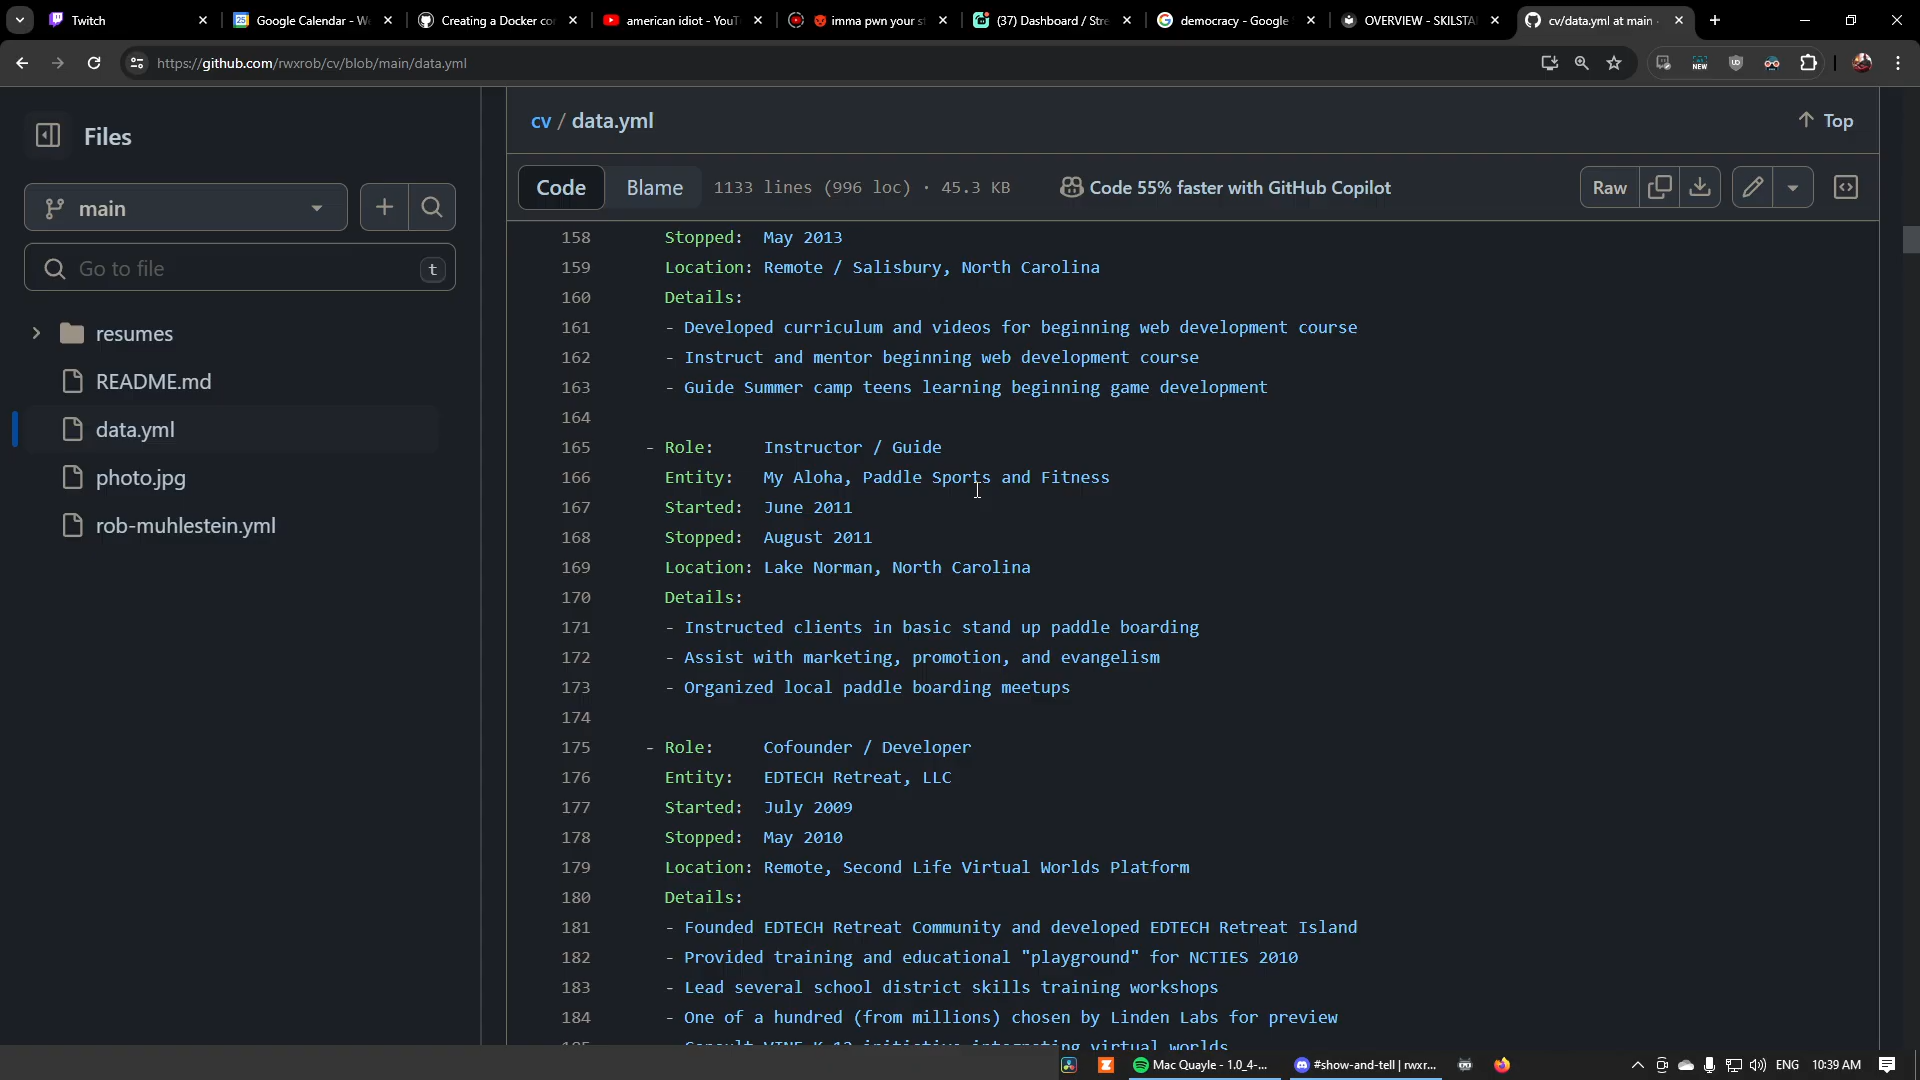 Twitch
Google Calendar - We
Creating a Docker cor
american idiot - YouT
imma pwn your s
(37) Dashboard / Stre
democracy - Google
OVERVIEW - SKILSTA
cv/data.yml at main
https://github.com/rwxrob/cv/blob/main/data.yml
NEW
Files
main
Go to file
t
resumes
README.md
data.yml
photo.jpg
rob-muhlestein.yml
cv / data.yml
Top
Code
Blame
1133 lines (996 loc) · 45.3 KB
Code 55% faster with GitHub Copilot
Raw
158 Stopped: May 2013
159 Location: Remote / Salisbury, North Carolina
160 Details:
161 - Developed curriculum and videos for beginning web development course
162 - Instruct and mentor beginning web development course
163 - Guide Summer camp teens learning beginning game development
164
165 - Role: Instructor / Guide
166 Entity: My Aloha, Paddle Sports and Fitness
167 Started: June 2011
168 Stopped: August 2011
169 Location: Lake Norman, North Carolina
170 Details:
171 - Instructed clients in basic stand up paddle boarding
172 - Assist with marketing, promotion, and evangelism
173 - Organized local paddle boarding meetups
174
175 - Role: Cofounder / Developer
176 Entity: EDTECH Retreat, LLC
177 Started: July 2009
178 Stopped: May 2010
179 Location: Remote, Second Life Virtual Worlds Platform
180 Details:
181 - Founded EDTECH Retreat Community and developed EDTECH Retreat Island
182 - Provided training and educational "playground" for NCTIES 2010
183 - Lead several school district skills training workshops
184 - One of a hundred (from millions) chosen by Linden Labs for preview
185 - Consult VINE K-12 initiative integrating virtual worlds
Mac Quayle - 1.0_4-...
#show-and-tell | rwxr...
ENG
10:39 AM